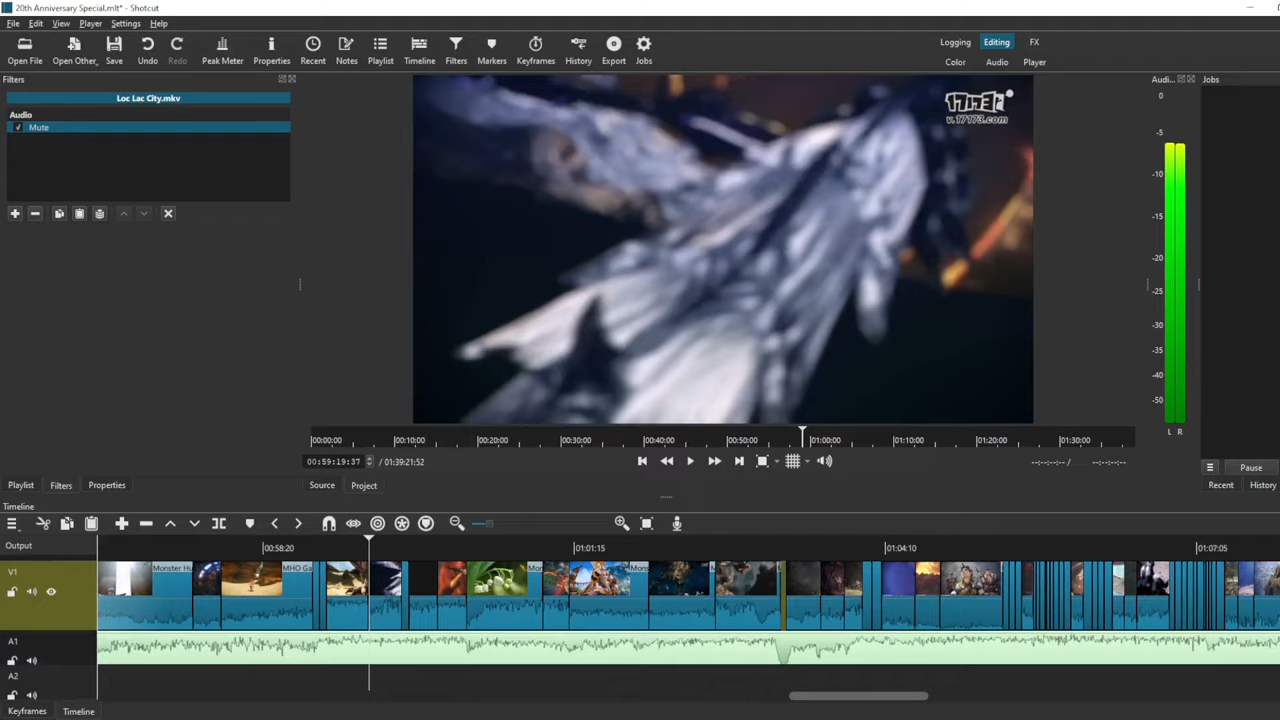 20th Anniversary Special.mlt* - Shotcut
File Edit View Player Settings Help
Open File Open Other... Save Undo Redo Peak Meter Properties Recent Notes Playlist Timeline Filters Markers Keyframes History Export Jobs
Logging Editing FX
Color Audio Player
Filters
Audi...
Jobs
Loc Lac City.mkv
Audio
Mute
17173
v.17173.com
0
-5
-10
-15
-20
-25
-30
-35
-40
-45
-50
L R
00:00:00 00:10:00 00:20:00 00:30:00 00:40:00 00:50:00 01:00:00 01:10:00 01:20:00 01:30:00
00:59:19:37 / 01:39:21:52
--:--:--:-- / --:--:--:--
Pause
Playlist Filters Properties
Source Project
Recent History
Timeline
Output
00:58:20 01:01:15 01:04:10 01:07:05
V1
Monster Hu
MHO Ga
Mon
Mons
A1
A2
Keyframes Timeline